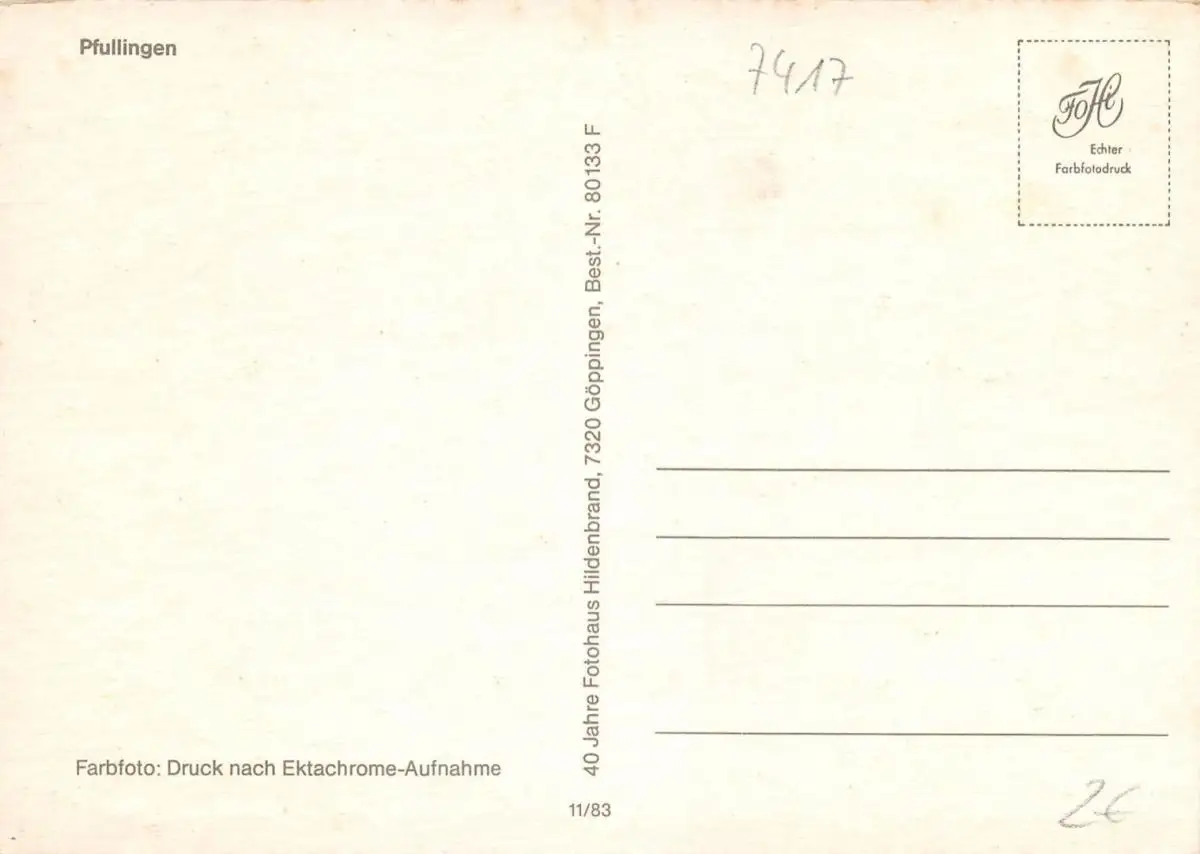 Pfullingen
7417
FoHi
Echter
Farbfotodruck
40 Jahre Fotohaus Hildenbrand, 7320 Göppingen, Best.-Nr. 80133 F
Farbfoto: Druck nach Ektachrome-Aufnahme
11/83
2€